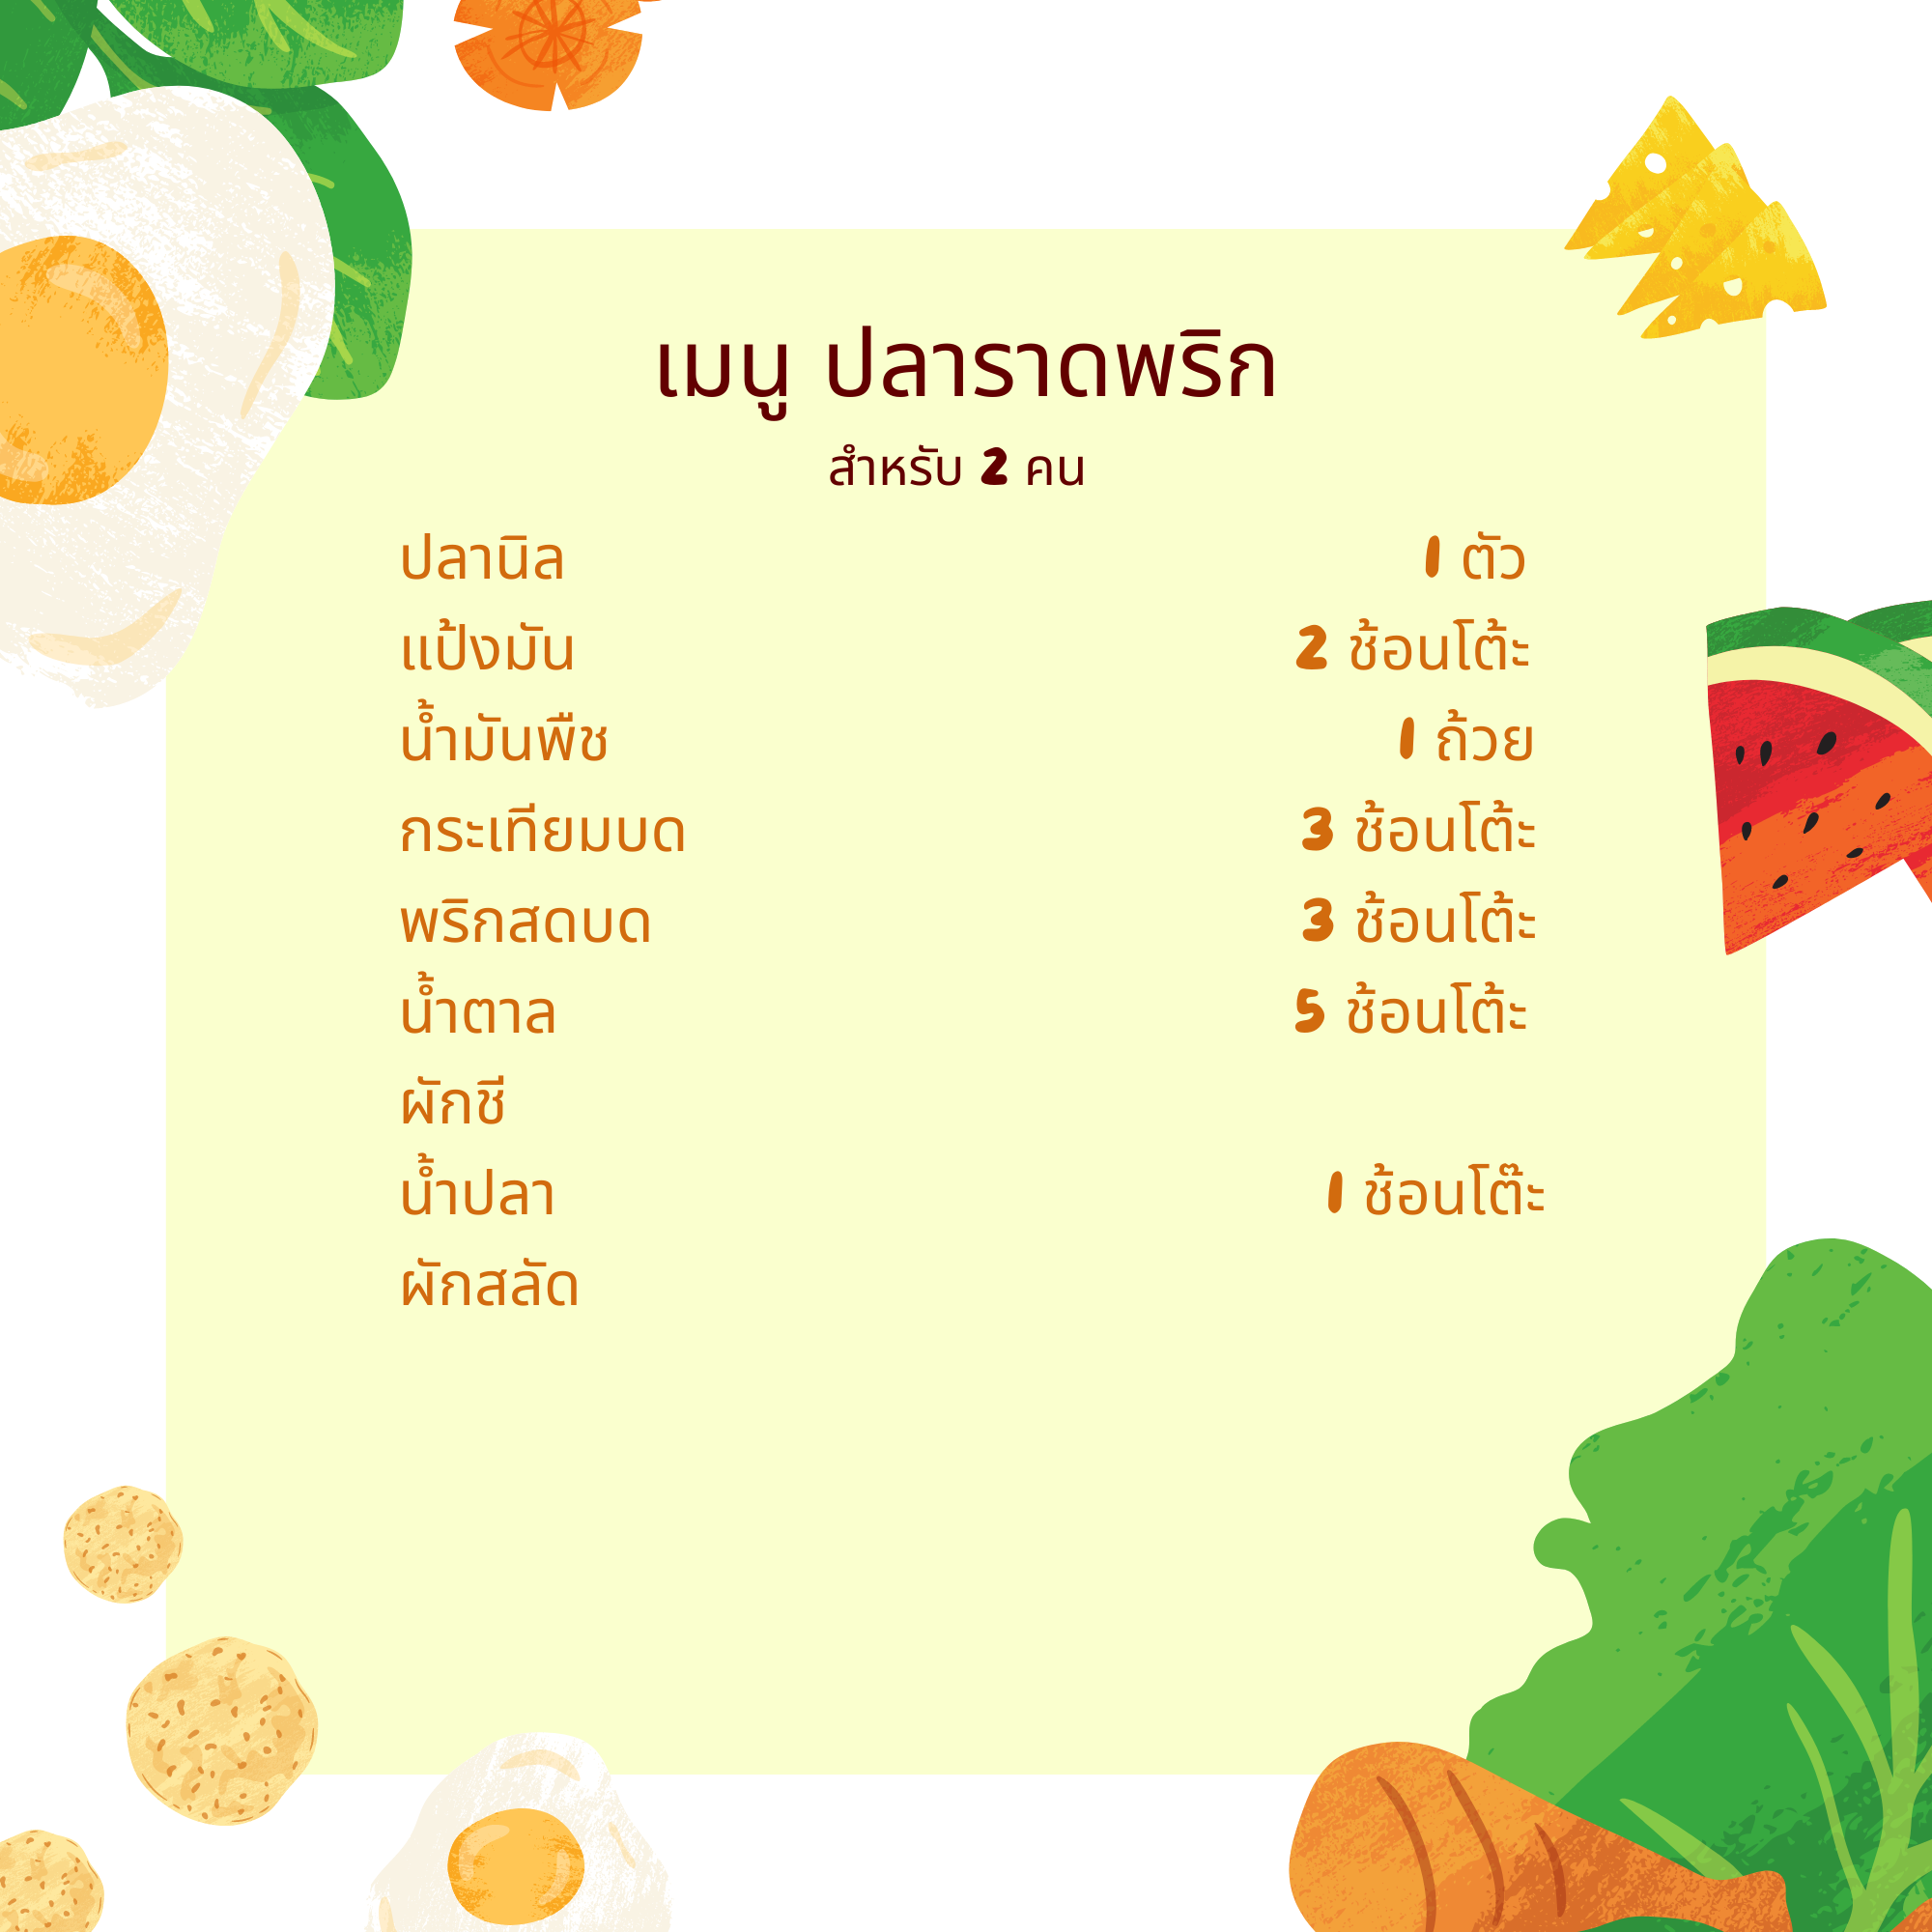 เมนู ปลาราดพริก
สำหรับ 2 คน
ปลานิล 1 ตัว
แป้งมัน 2 ช้อนโต้ะ
น้ำมันพืช 1 ถ้วย
กระเทียมบด 3 ช้อนโต้ะ
พริกสดบด 3 ช้อนโต้ะ
น้ำตาล 5 ช้อนโต้ะ
ผักชี
น้ำปลา 1 ช้อนโต๊ะ
ผักสลัด